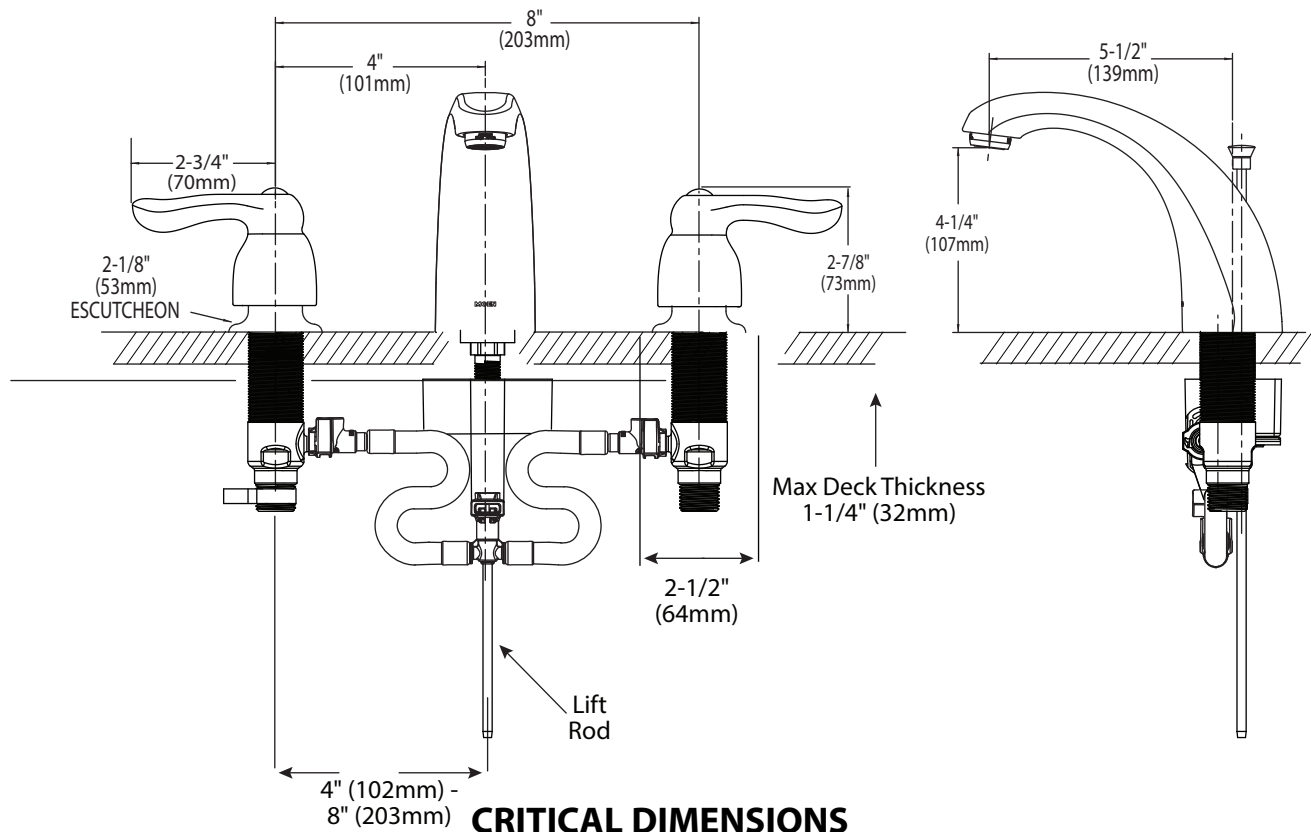 8"
(203mm)
4"
(101mm)
5-1/2"
(139mm)
2-3/4"
(70mm)
4-1/4"
(107mm)
2-1/8"
(53mm)
ESCUTCHEON
2-7/8"
(73mm)
MOEN
Max Deck Thickness
1-1/4" (32mm)
2-1/2"
(64mm)
Lift
Rod
4" (102mm) -
8" (203mm)
CRITICAL DIMENSIONS